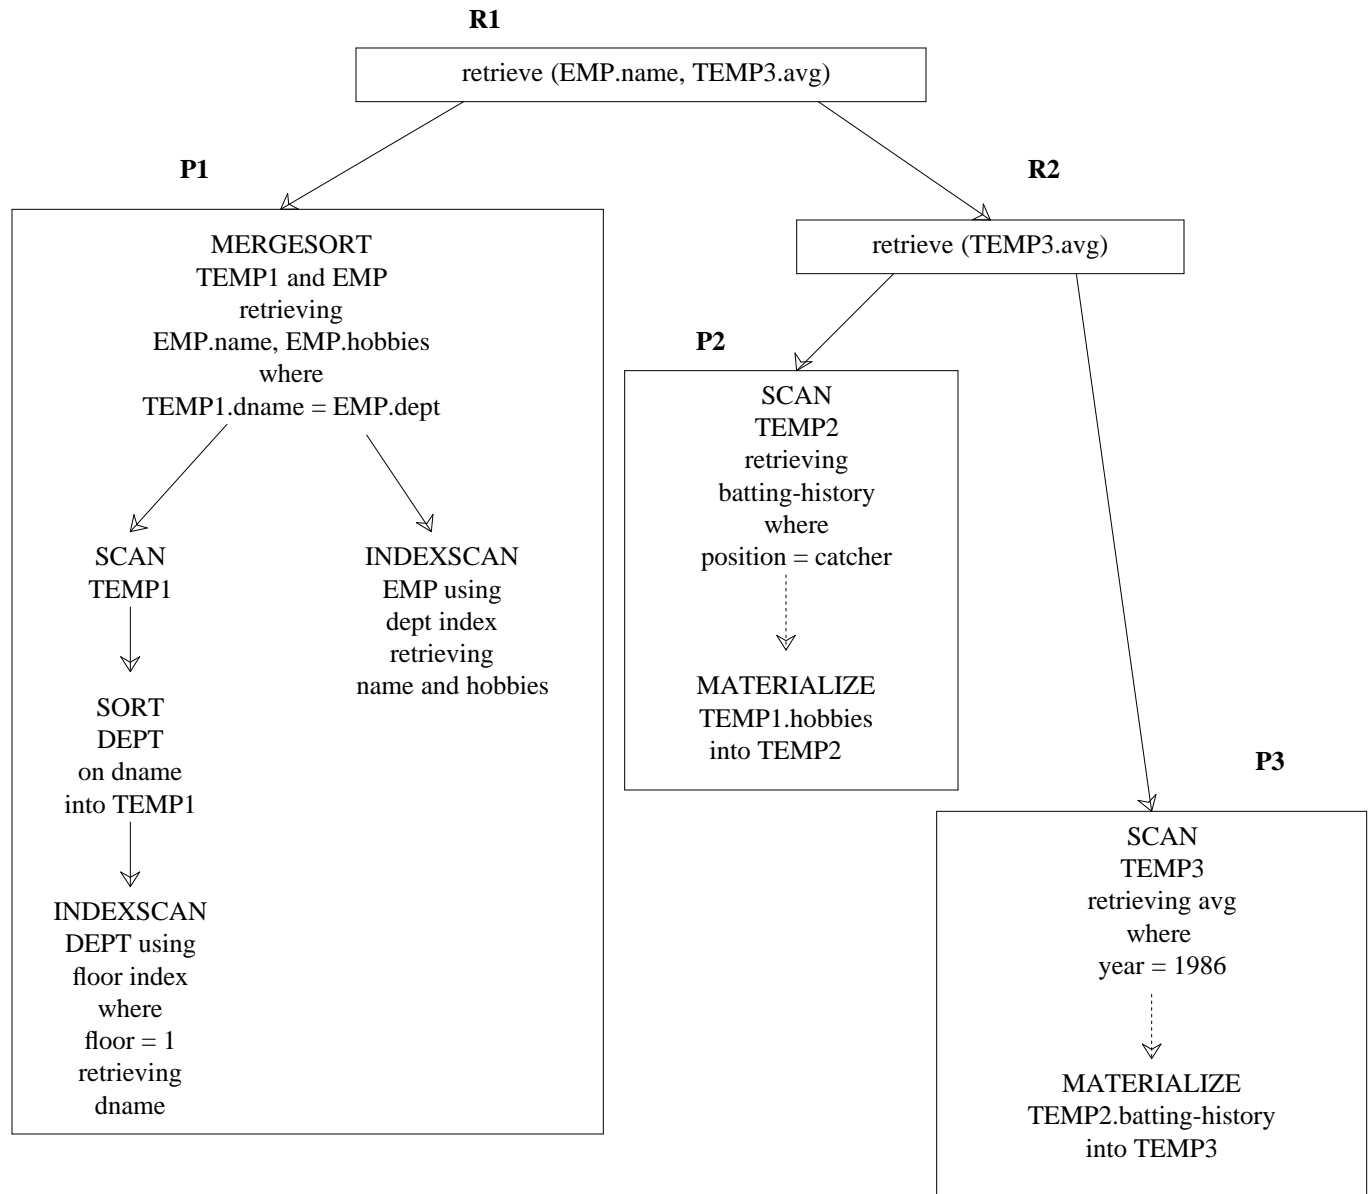 R1
retrieve (EMP.name, TEMP3.avg)
P1
MERGESORT
TEMP1 and EMP
retrieving
EMP.name, EMP.hobbies
where
TEMP1.dname = EMP.dept
SCAN
TEMP1
SORT
DEPT
on dname
into TEMP1
INDEXSCAN
DEPT using
floor index
where
floor = 1
retrieving
dname
INDEXSCAN
EMP using
dept index
retrieving
name and hobbies
R2
retrieve (TEMP3.avg)
P2
SCAN
TEMP2
retrieving
batting-history
where
position = catcher
MATERIALIZE
TEMP1.hobbies
into TEMP2
P3
SCAN
TEMP3
retrieving avg
where
year = 1986
MATERIALIZE
TEMP2.batting-history
into TEMP3